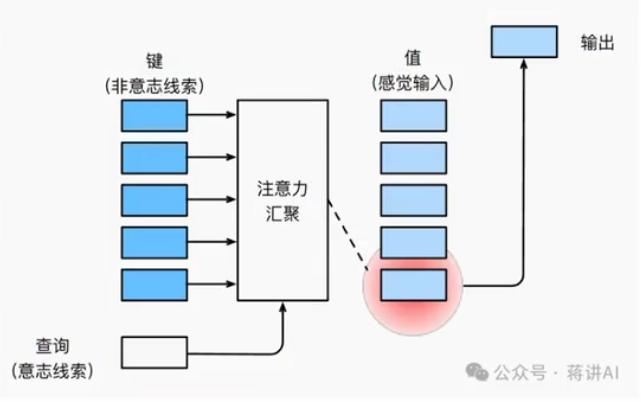 键
（非意志线索）
值
（感觉输入）
输出
注意力
汇聚
查询
（意志线索）
公众号 · 蒋讲AI